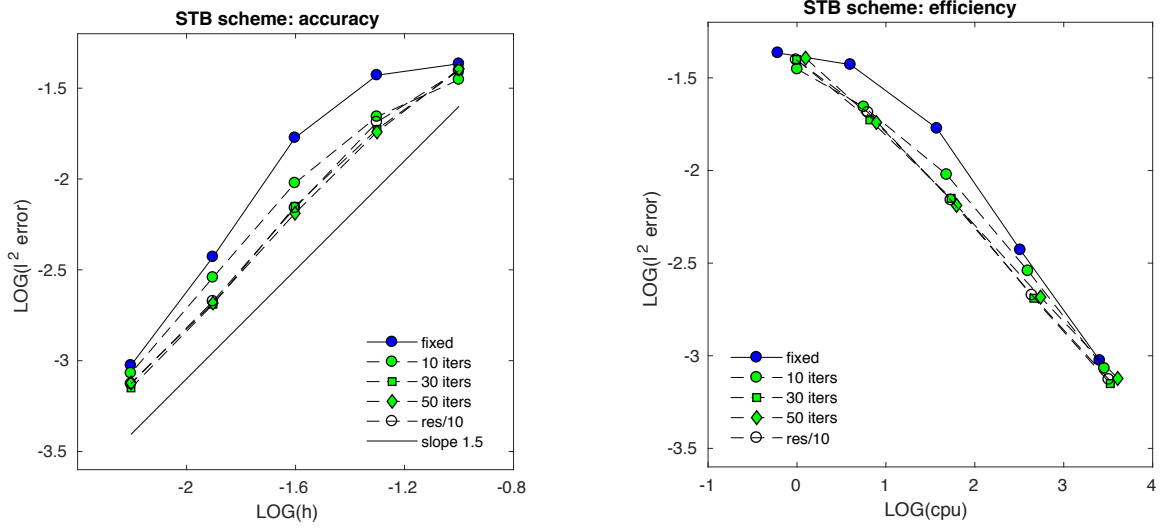 STB scheme: accuracy
LOG(l² error)
-1.5
-2
-2.5
-3
-3.5
-2
-1.6
-1.2
-0.8
LOG(h)
fixed
10 iters
30 iters
50 iters
res/10
slope 1.5
STB scheme: efficiency
LOG(l² error)
-1.5
-2
-2.5
-3
-3.5
-1
0
1
2
3
4
LOG(cpu)
fixed
10 iters
30 iters
50 iters
res/10